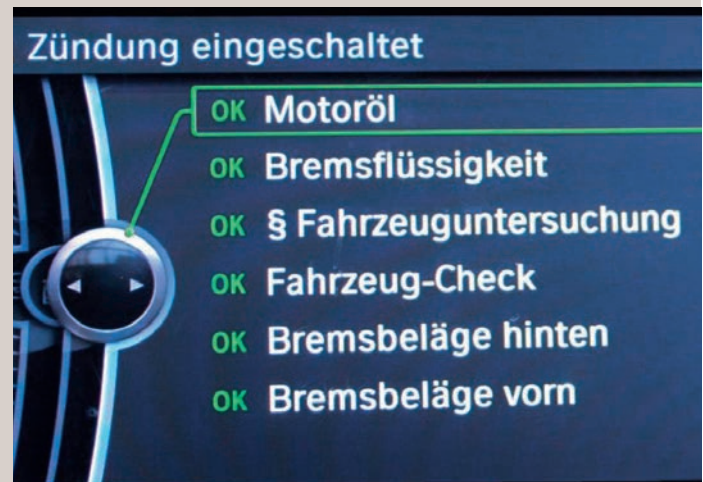 Zündung eingeschaltet
OK Motoröl
OK Bremsflüssigkeit
OK § Fahrzeuguntersuchung
OK Fahrzeug-Check
OK Bremsbeläge hinten
OK Bremsbeläge vorn